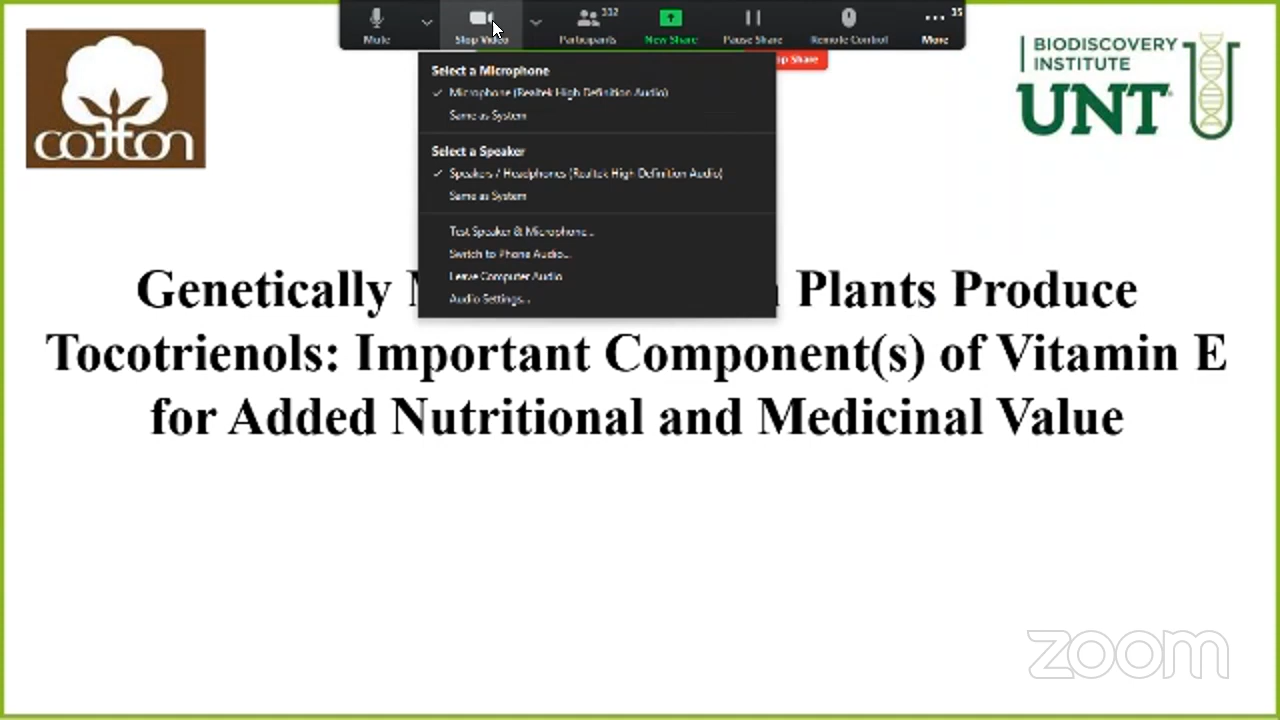 332
35
Mute
Stop Video
Participants
New Share
Pause Share
Remote Control
More
Share
Select a Microphone
Microphone (Realtek High Definition Audio)
Same as System
Select a Speaker
Speakers / Headphones (Realtek High Definition Audio)
Same as System
Test Speaker & Microphone...
Switch to Phone Audio...
Leave Computer Audio
Audio Settings...
cotton
BIODISCOVERY
INSTITUTE
UNT
Genetically Plants Produce
Tocotrienols: Important Component(s) of Vitamin E
for Added Nutritional and Medicinal Value
zoom